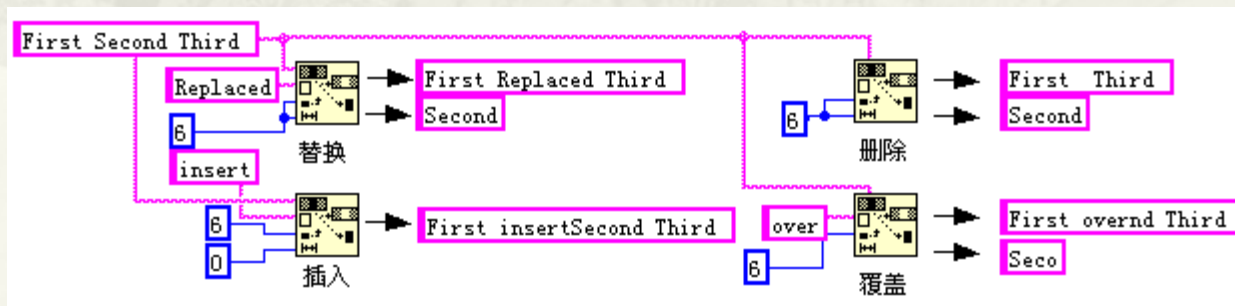 First Second Third
Replaced
6
First Replaced Third
Second
替换
insert
6
0
First insertSecond Third
插入
6
First  Third
Second
删除
over
6
First overnd Third
Seco
覆盖